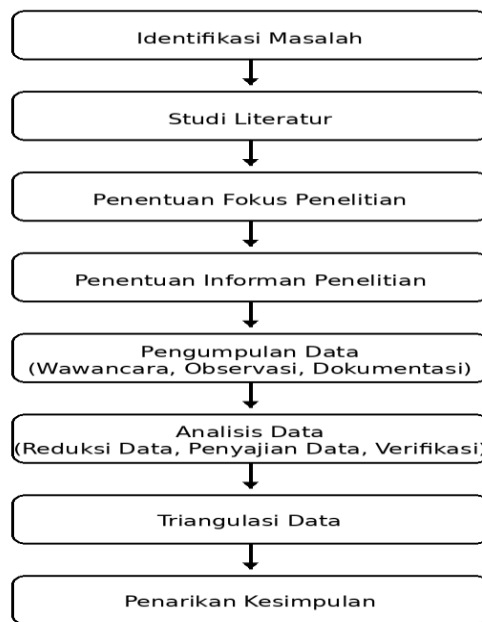 Identifikasi Masalah
Studi Literatur
Penentuan Fokus Penelitian
Penentuan Informan Penelitian
Pengumpulan Data
(Wawancara, Observasi, Dokumentasi)
Analisis Data
(Reduksi Data, Penyajian Data, Verifikasi)
Triangulasi Data
Penarikan Kesimpulan